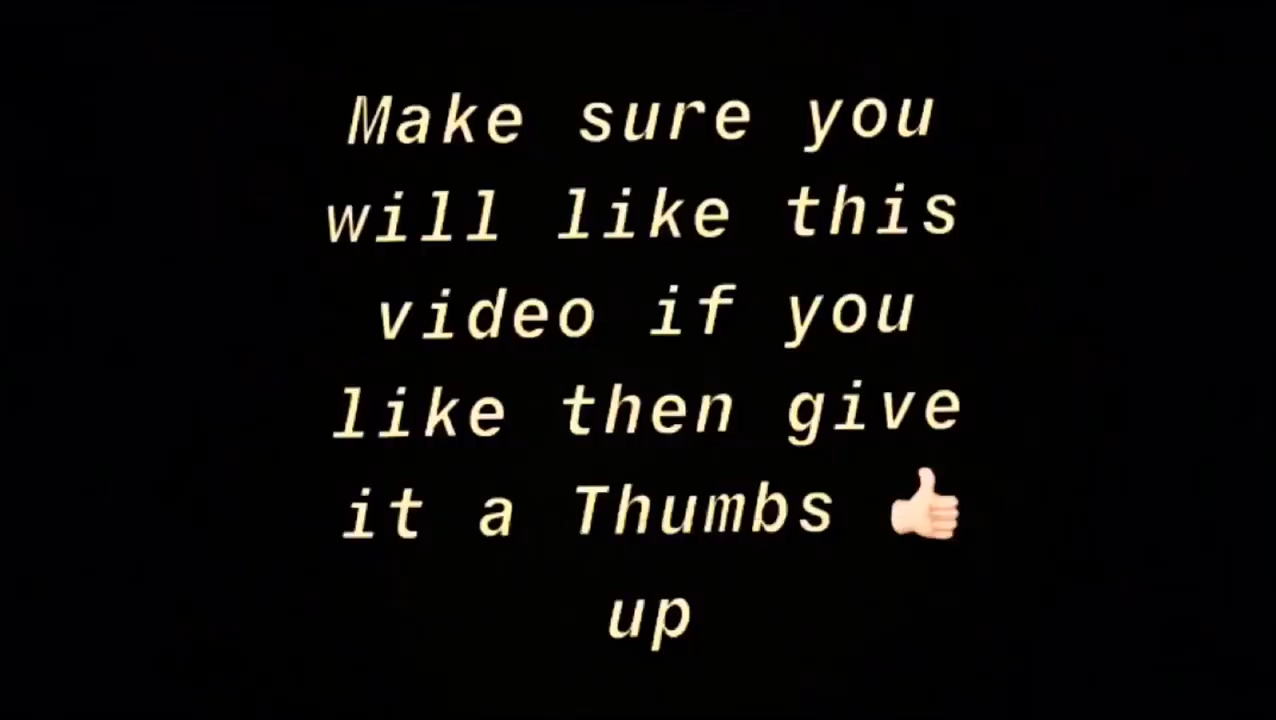 Make sure you
will like this
video if you
like then give
it a Thumbs 👍🏻
up